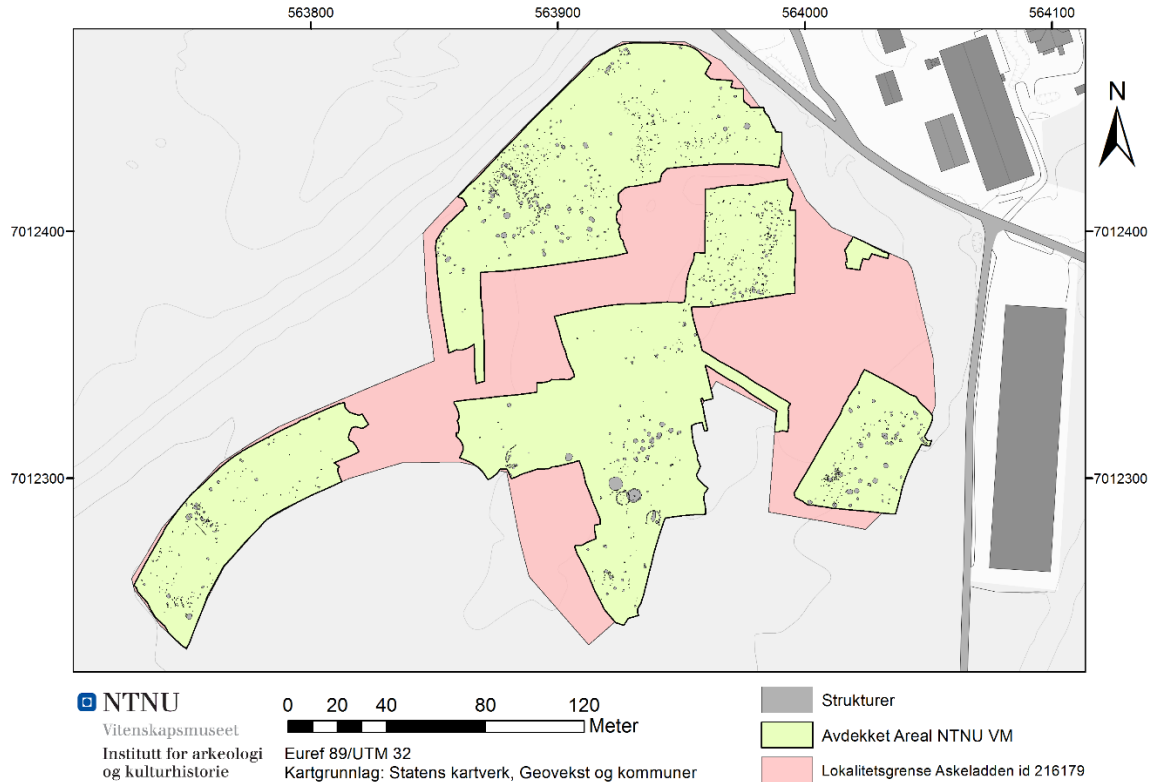 563800 563900 564000 564100
7012400 7012400
7012300 7012300
N
NTNU
Vitenskapsmuseet
Institutt for arkeologi
og kulturhistorie
0 20 40 80 120
Meter
Euref 89/UTM 32
Kartgrunnlag: Statens kartverk, Geovekst og kommuner
Strukturer
Avdekket Areal NTNU VM
Lokalitetsgrense Askeladden id 216179